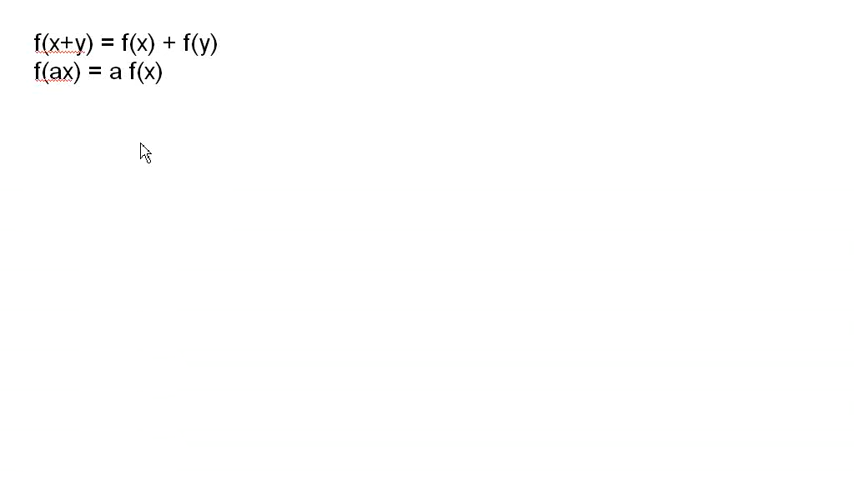 f(x+y) = f(x) + f(y)
f(ax) = a f(x)